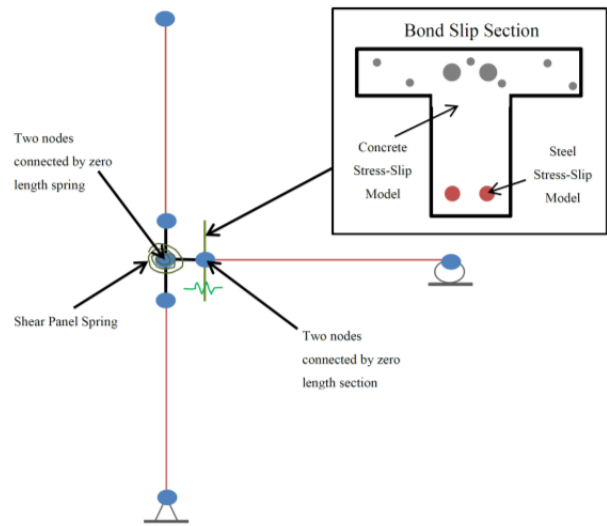 Bond Slip Section
Concrete
Stress-Slip
Model
Steel
Stress-Slip
Model
Two nodes
connected by zero
length spring
Shear Panel Spring
Two nodes
connected by zero
length section